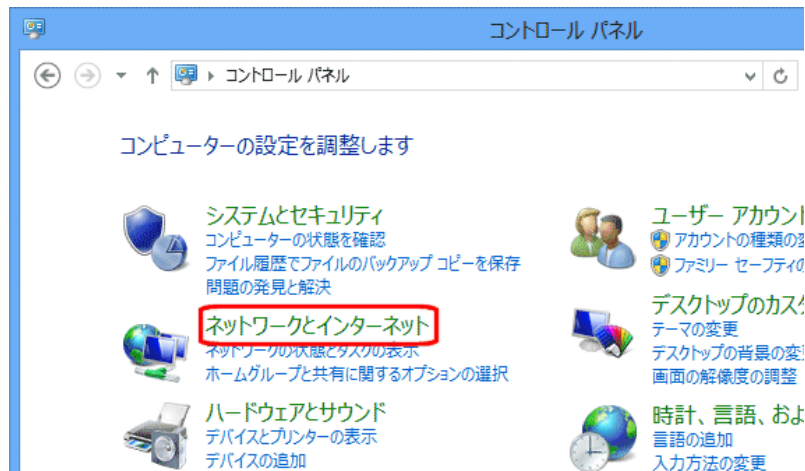 コントロール パネル
コントロール パネル
コンピューターの設定を調整します
システムとセキュリティ
コンピューターの状態を確認
ファイル履歴でファイルのバックアップ コピーを保存
問題の発見と解決
ネットワークとインターネット
ネットワークの状態とタスクの表示
ホームグループと共有に関するオプションの選択
ハードウェアとサウンド
デバイスとプリンターの表示
デバイスの追加
ユーザー アカウント
アカウントの種類の変
ファミリー セーフティの
デスクトップのカスタ
テーマの変更
デスクトップの背景の変更
画面の解像度の調整
時計、言語、およ
言語の追加
入力方法の変更